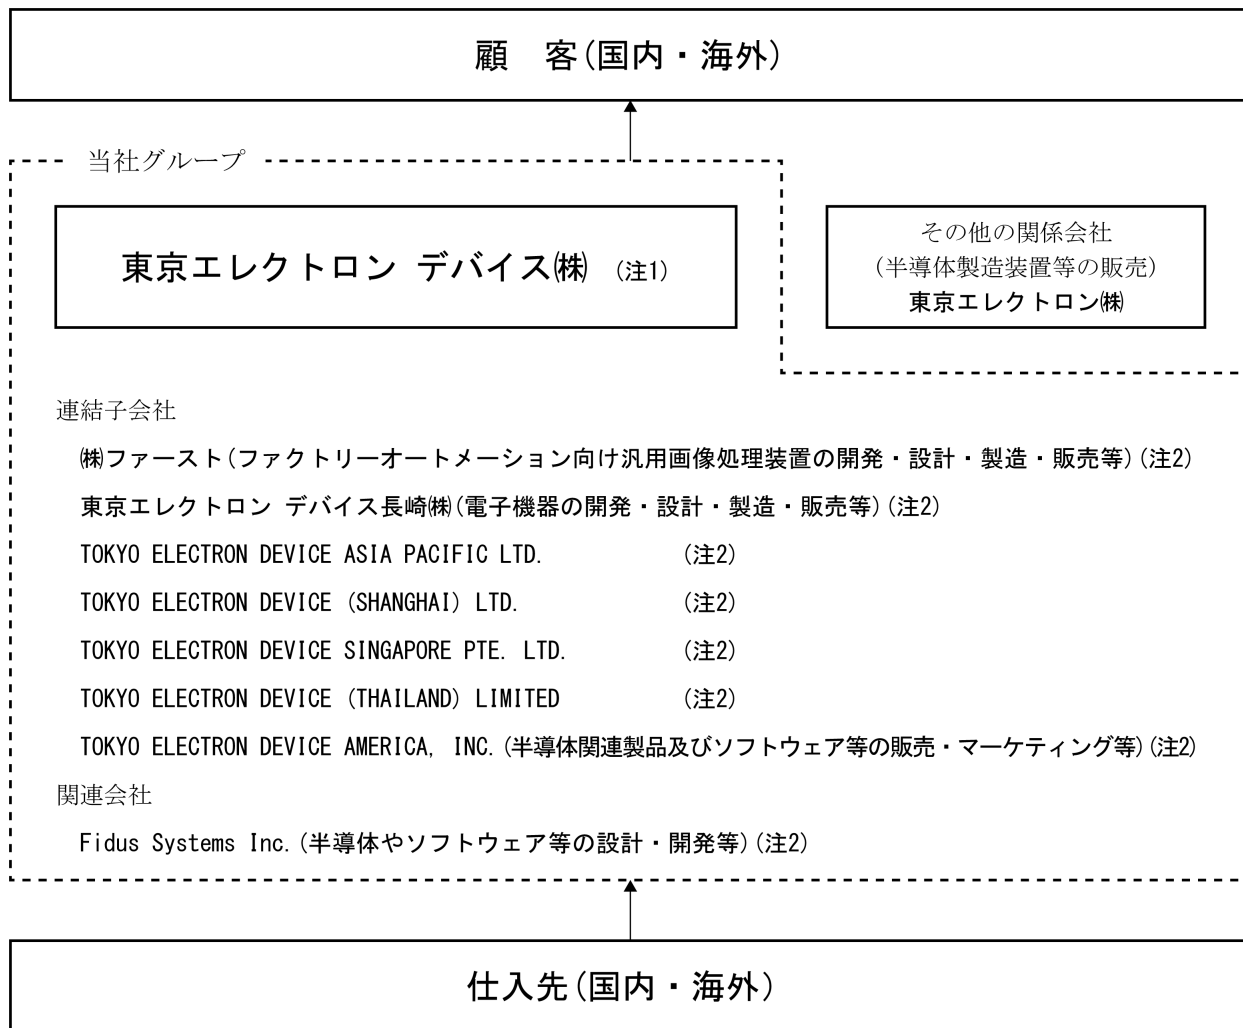 顧　客(国内・海外)
当社グループ
東京エレクトロン デバイス㈱ (注1)
その他の関係会社
(半導体製造装置等の販売)
東京エレクトロン㈱
連結子会社
㈱ファースト(ファクトリーオートメーション向け汎用画像処理装置の開発・設計・製造・販売等)(注2)
東京エレクトロン デバイス長崎㈱(電子機器の開発・設計・製造・販売等)(注2)
TOKYO ELECTRON DEVICE ASIA PACIFIC LTD. (注2)
TOKYO ELECTRON DEVICE (SHANGHAI) LTD. (注2)
TOKYO ELECTRON DEVICE SINGAPORE PTE. LTD. (注2)
TOKYO ELECTRON DEVICE (THAILAND) LIMITED (注2)
TOKYO ELECTRON DEVICE AMERICA, INC.(半導体関連製品及びソフトウェア等の販売・マーケティング等)(注2)
関連会社
Fidus Systems Inc.(半導体やソフトウェア等の設計・開発等)(注2)
仕入先(国内・海外)